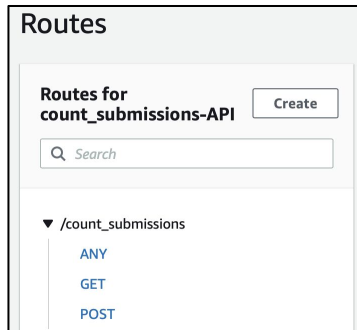 Routes
Routes for
count_submissions-API
Create
Search
/count_submissions
ANY
GET
POST